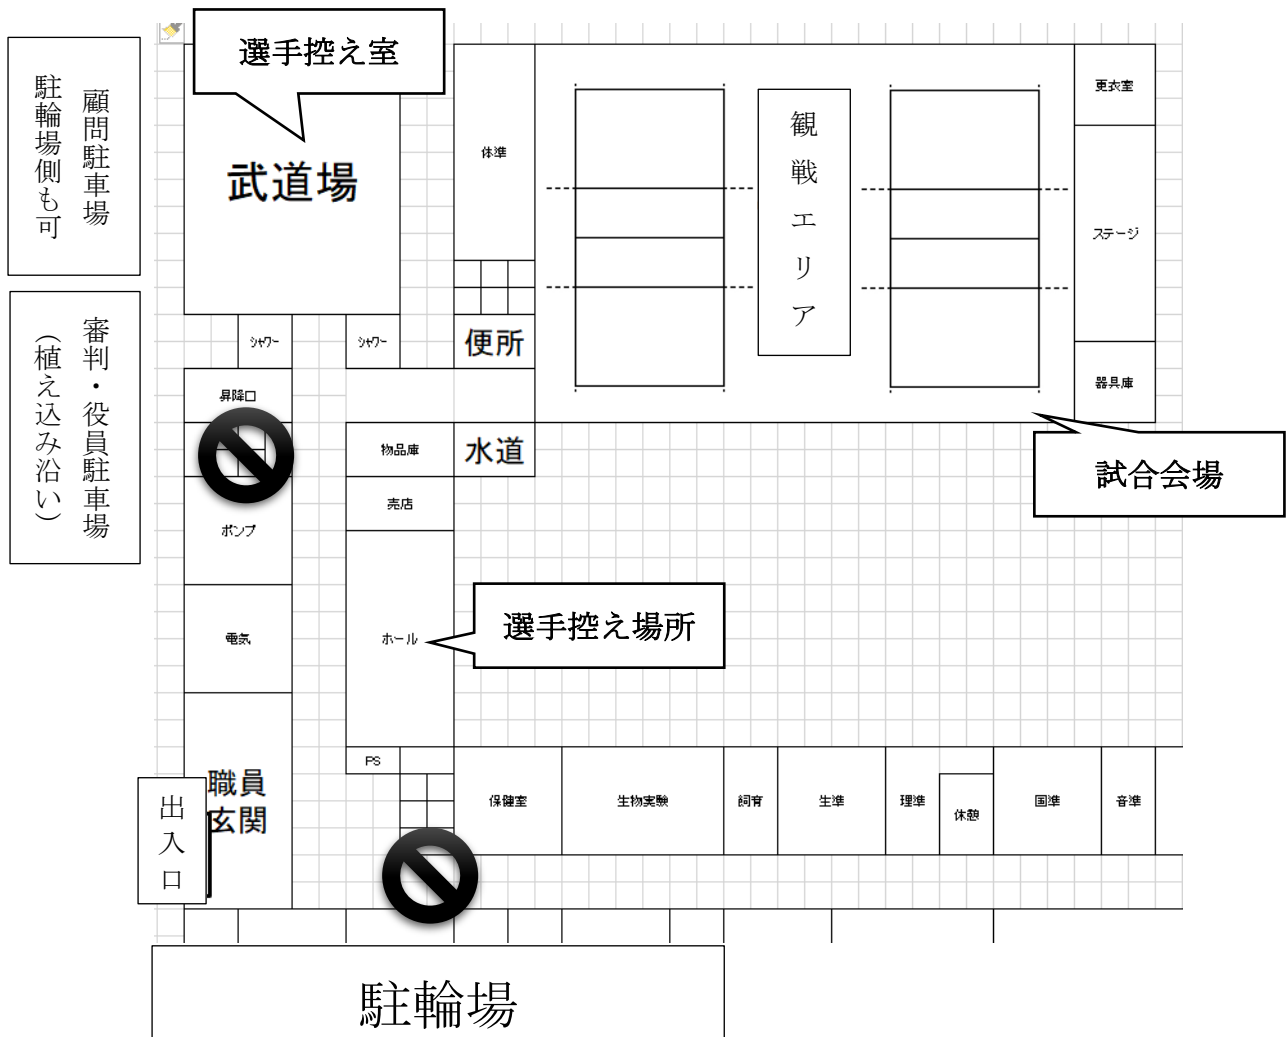 選手控え室
顧問駐車場
駐輪場側も可
武道場
体準
観戦エリア
更衣室
ステージ
器具庫
審判・役員駐車場
（植え込み沿い）
シャワー
シャワー
便所
昇降口
物品庫
水道
試合会場
売店
ポンプ
電気
ホール
選手控え場所
PS
職員
玄関
出入口
保健室
生物実験
飼育
生準
理準
休憩
国準
音準
駐輪場